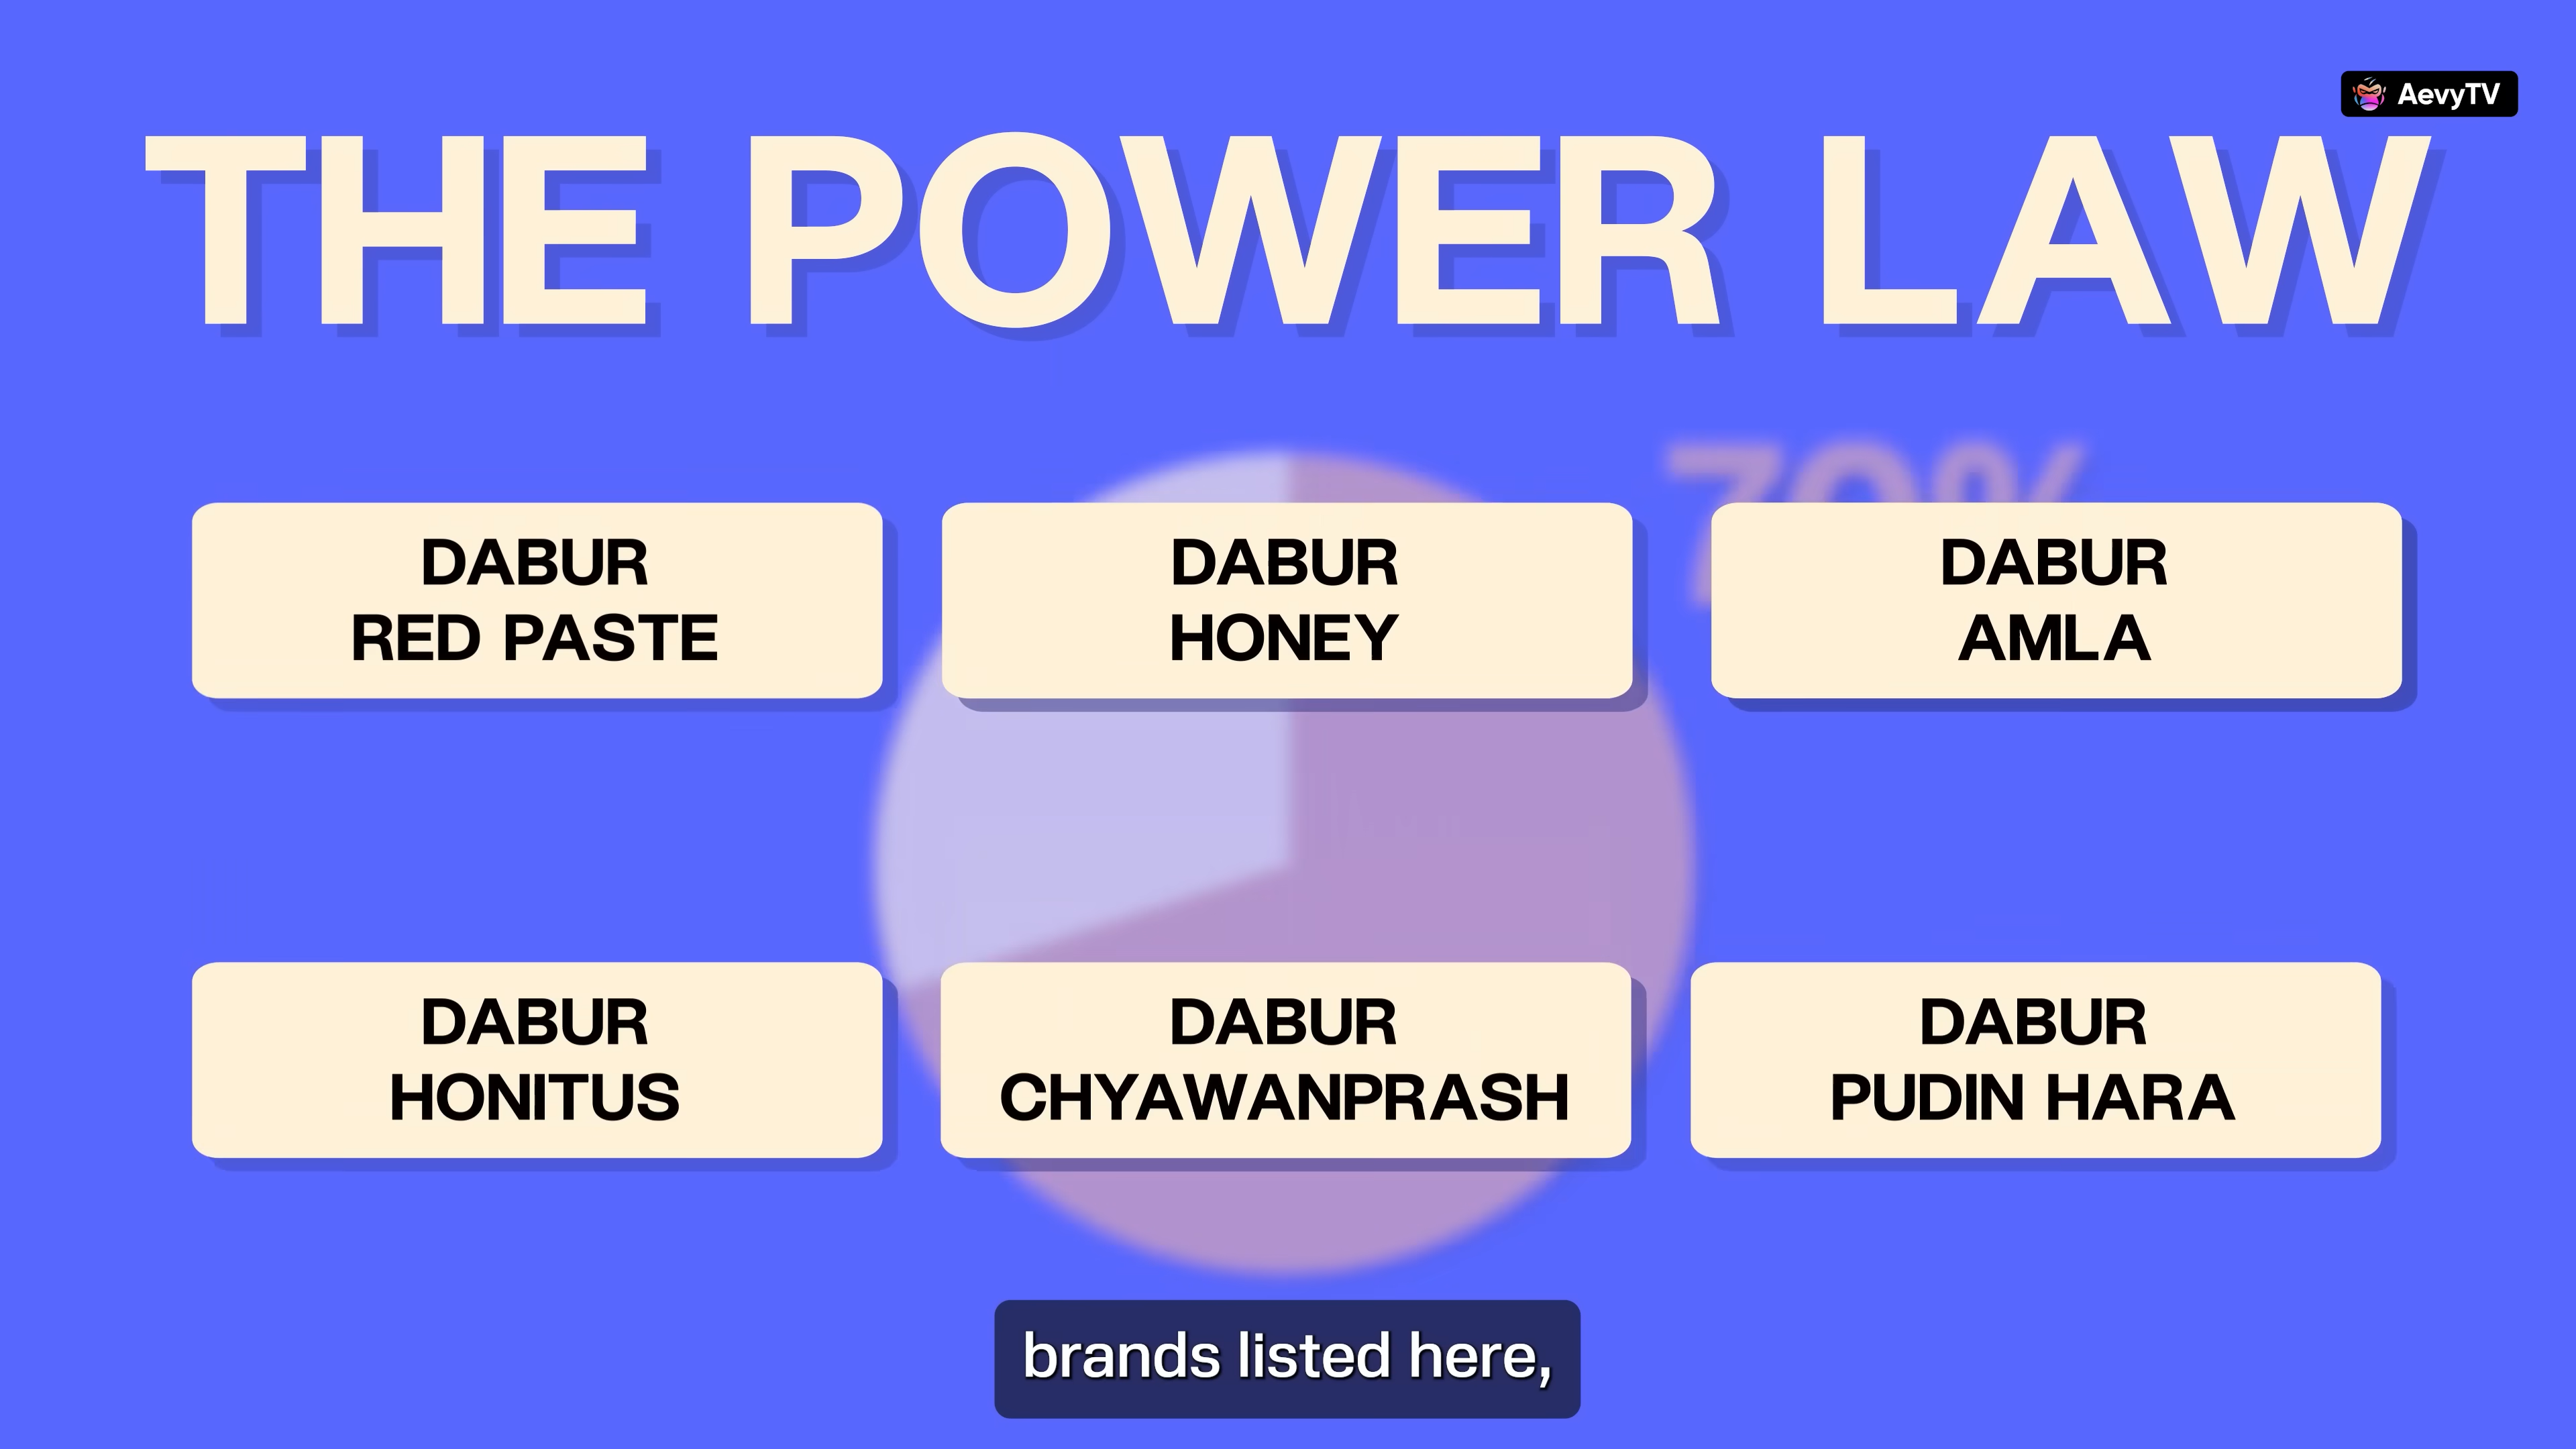 AevyTV
THE POWER LAW
70%
DABUR
RED PASTE
DABUR
HONEY
DABUR
AMLA
DABUR
HONITUS
DABUR
CHYAWANPRASH
DABUR
PUDIN HARA
brands listed here,